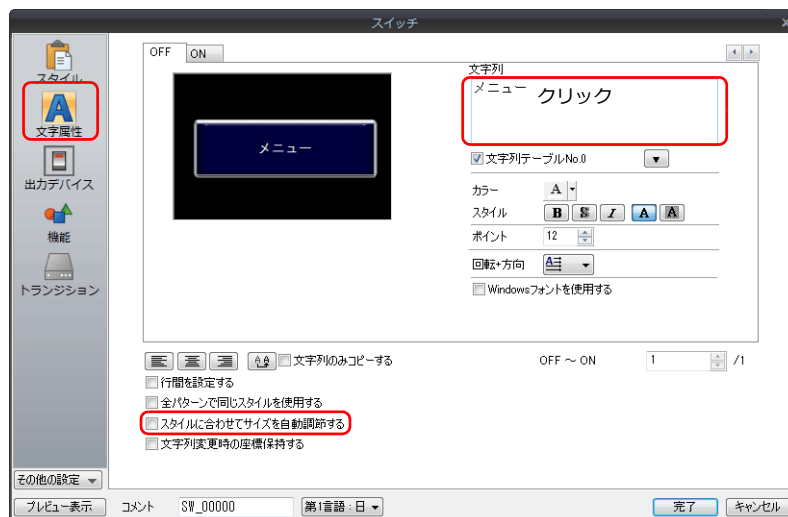 スイッチ
スタイル
文字属性
出力デバイス
機能
トランジション
その他の設定
OFF
ON
メニュー
文字列
メニュー
クリック
文字列テーブルNo.0
カラー
A
スタイル
B S I A A
ポイント
12
回転+方向
Windowsフォントを使用する
文字列のみコピーする
OFF ～ ON
1
/1
行間を設定する
全パターンで同じスタイルを使用する
スタイルに合わせてサイズを自動調節する
文字列変更時の座標保持する
プレビュー表示
コメント
SW_00000
第1言語：日
完了
キャンセル